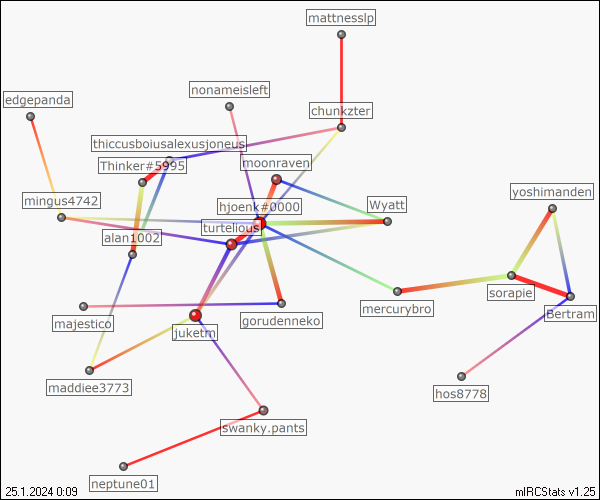 mattnesslp
nonameisleft
edgepanda
chunkzter
thiccusboiusalexusjoneus
Thinker#5995
moonraven
yoshimanden
mingus4742
hjoenk#0000
Wyatt
turtelious
alan1002
mercurybro
sorapie
Bertram
majestico
gorudenneko
juketm
maddiee3773
hos8778
swanky.pants
neptune01
25.1.2024 0:09
mIRCStats v1.25